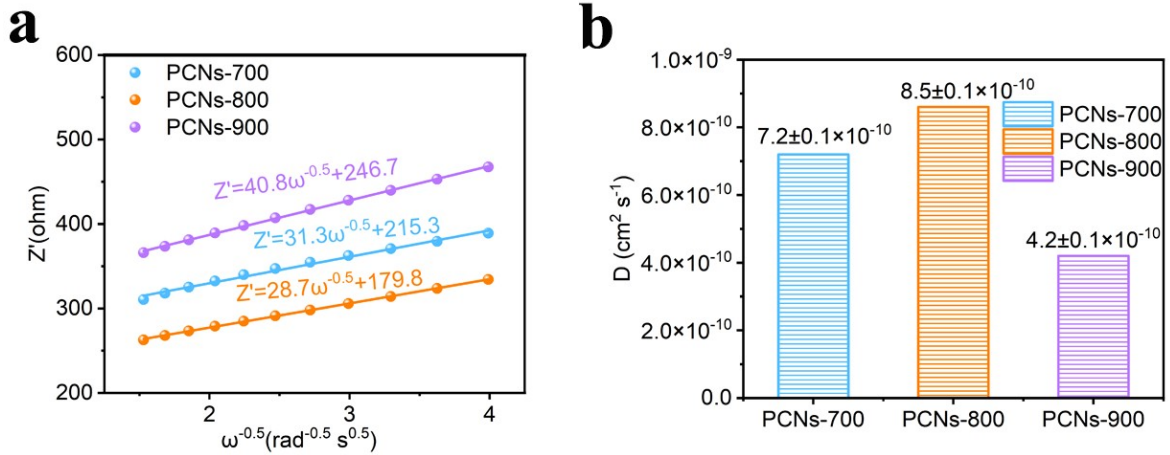 a
600
500
400
300
200
Z'(ohm)
PCNs-700
PCNs-800
PCNs-900
Z'=40.8ω⁻⁰·⁵+246.7
Z'=31.3ω⁻⁰·⁵+215.3
Z'=28.7ω⁻⁰·⁵+179.8
2 3 4
ω⁻⁰·⁵(rad⁻⁰·⁵ s⁰·⁵)
b
1.0×10⁻⁹
8.0×10⁻¹⁰
6.0×10⁻¹⁰
4.0×10⁻¹⁰
2.0×10⁻¹⁰
0.0
D (cm² s⁻¹)
7.2±0.1×10⁻¹⁰
8.5±0.1×10⁻¹⁰
4.2±0.1×10⁻¹⁰
PCNs-700
PCNs-800
PCNs-900
PCNs-700 PCNs-800 PCNs-900